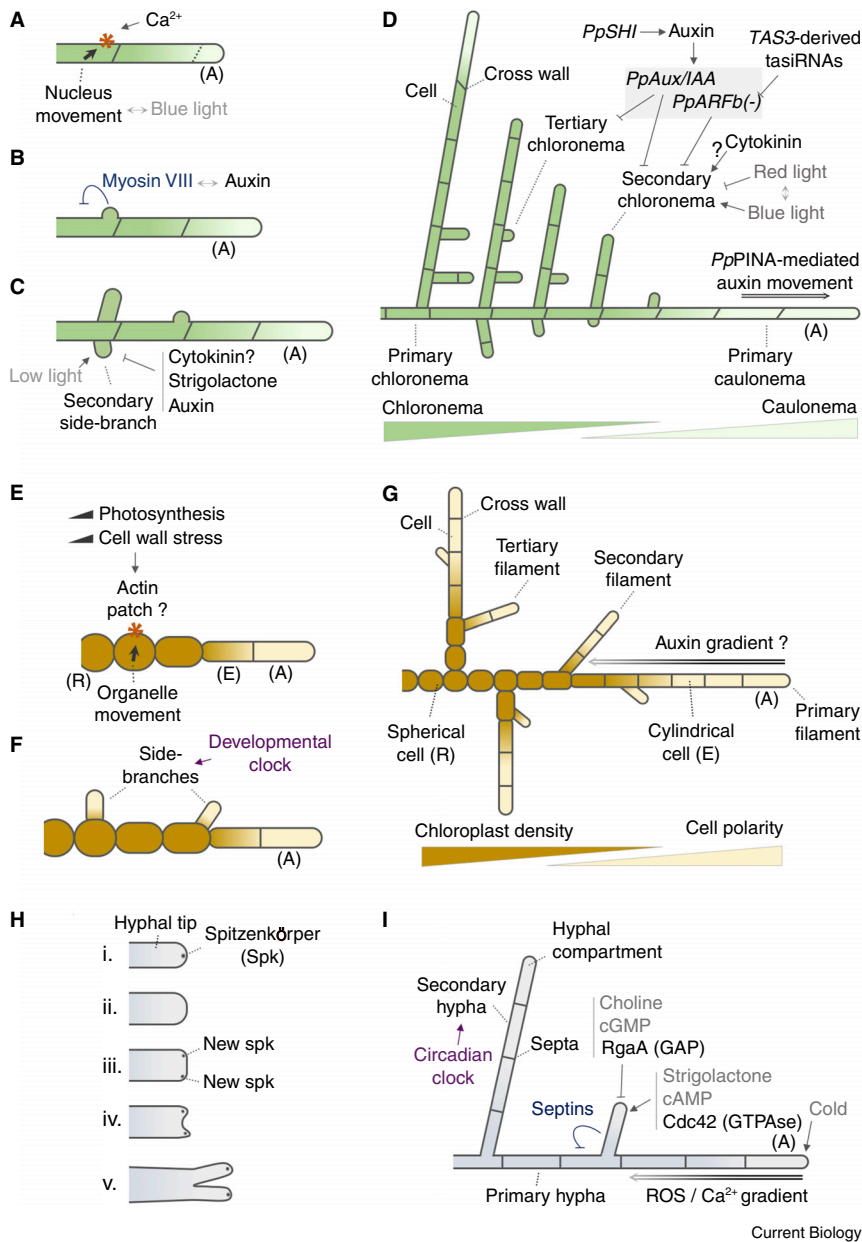 A
Ca2+
(A)
Nucleus
movement
Blue light
B
Myosin VIII
Auxin
(A)
C
(A)
Low light
Cytokinin?
Strigolactone
Auxin
Secondary
side-branch
D
PpSHI
Auxin
TAS3-derived
tasiRNAs
PpAux/IAA
PpARFb(-)
Cross wall
Cell
Tertiary
chloronema
?
Cytokinin
Secondary
chloronema
Red light
Blue light
PpPINA-mediated
auxin movement
(A)
Primary
chloronema
Primary
caulonema
Chloronema
Caulonema
E
Photosynthesis
Cell wall stress
Actin
patch ?
(R)
(E)
(A)
Organelle
movement
F
Side-
branches
Developmental
clock
(A)
G
Cross wall
Cell
Tertiary
filament
Secondary
filament
Auxin gradient ?
(A)
Spherical
cell (R)
Cylindrical
cell (E)
Primary
filament
Chloroplast density
Cell polarity
H
Hyphal tip
i.
Spitzenkörper
(Spk)
ii.
iii.
New spk
New spk
iv.
v.
I
Hyphal
compartment
Secondary
hypha
Circadian
clock
Septa
Choline
cGMP
RgaA (GAP)
Strigolactone
cAMP
Cdc42 (GTPAse)
Septins
(A)
Cold
Primary hypha
ROS / Ca2+ gradient
Current Biology